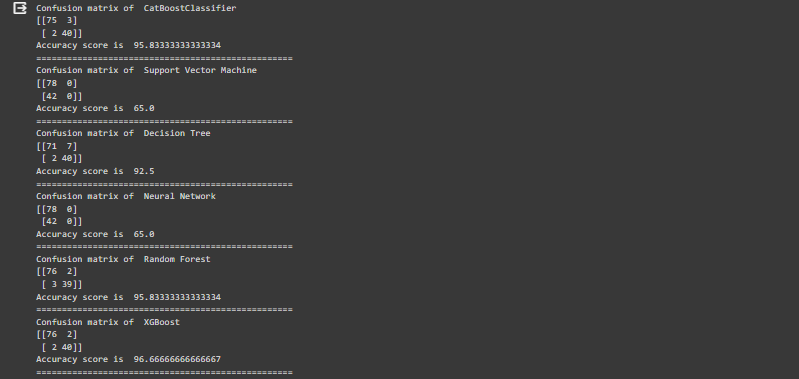 Confusion matrix of  CatBoostClassifier
[[75  3]
 [ 2 40]]
Accuracy score is  95.83333333333334
==================================================
Confusion matrix of  Support Vector Machine
[[78  0]
 [42  0]]
Accuracy score is  65.0
==================================================
Confusion matrix of  Decision Tree
[[71  7]
 [ 2 40]]
Accuracy score is  92.5
==================================================
Confusion matrix of  Neural Network
[[78  0]
 [42  0]]
Accuracy score is  65.0
==================================================
Confusion matrix of  Random Forest
[[76  2]
 [ 3 39]]
Accuracy score is  95.83333333333334
==================================================
Confusion matrix of  XGBoost
[[76  2]
 [ 2 40]]
Accuracy score is  96.66666666666667
==================================================